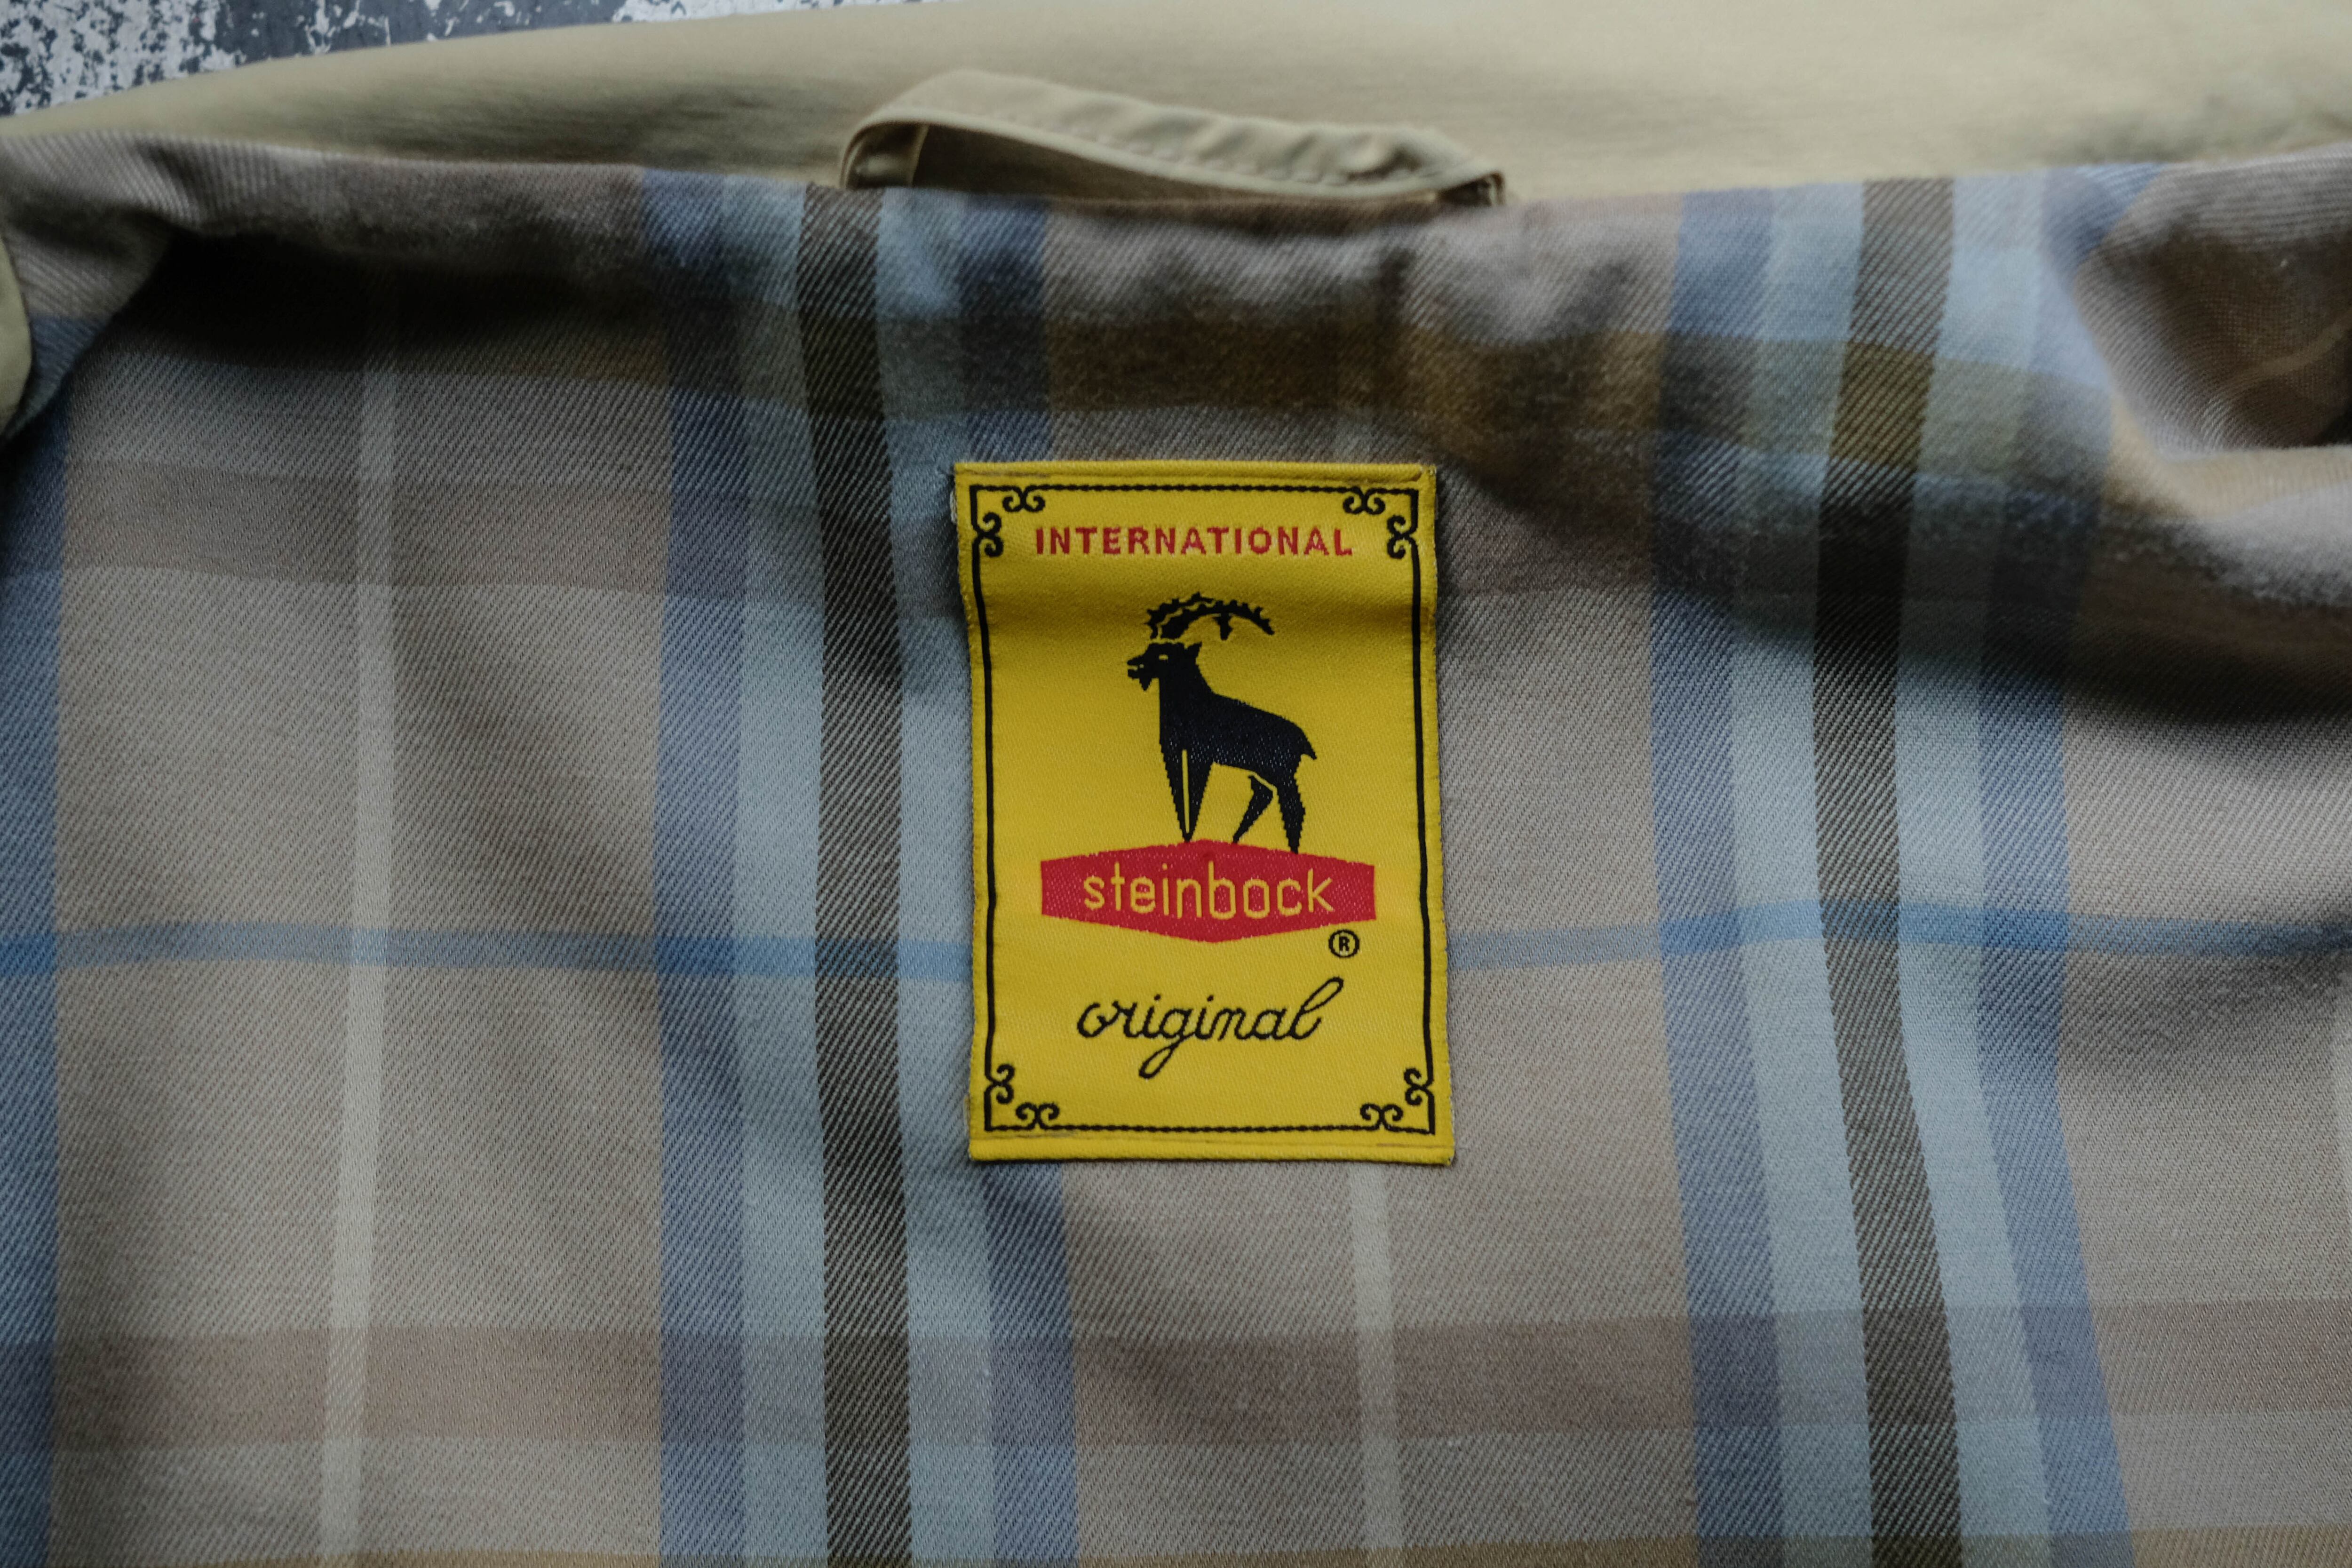 INTERNATIONAL
steinbock
®
original